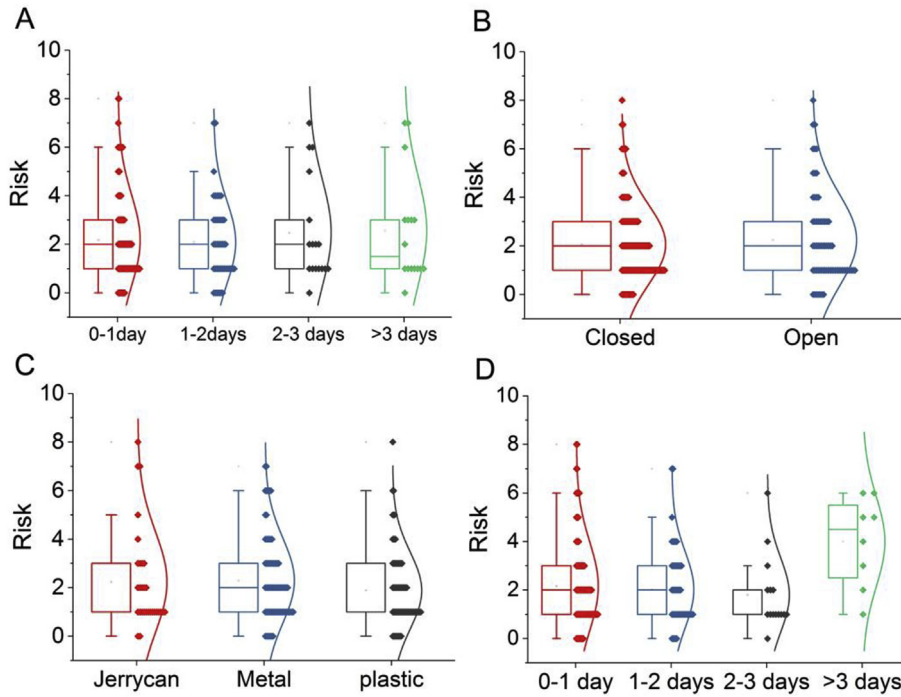 A
B
10
8
6
4
2
0
Risk
0-1day
1-2days
2-3 days
>3 days
10
8
6
4
2
0
Risk
Closed
Open
C
D
10
8
6
4
2
0
Risk
Jerrycan
Metal
plastic
10
8
6
4
2
0
Risk
0-1 day
1-2 days
2-3 days
>3 days